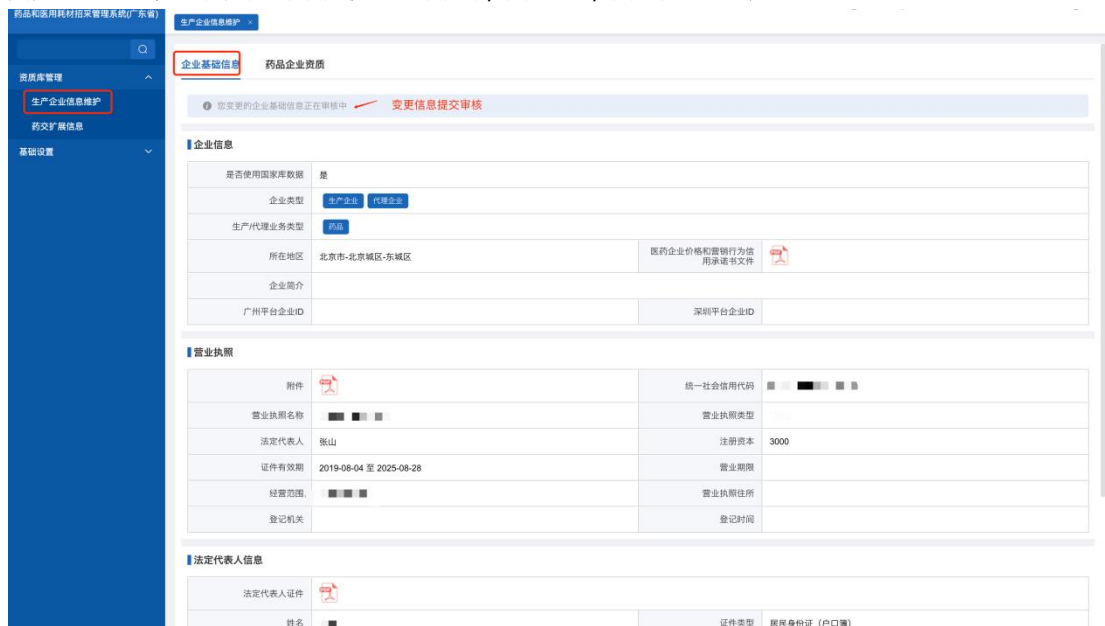 药品和医用耗材招采管理系统(广东省)
生产企业信息维护 ×
资质库管理
生产企业信息维护
药交扩展信息
基础设置
企业基础信息 药品企业资质
您变更的企业基础信息正在审核中 变更信息提交审核
企业信息
是否使用国家库数据 是
企业类型 生产企业 代理企业
生产/代理业务类型 药品
所在地区 北京市-北京城区-东城区 医药企业价格和营销行为信
用承诺书文件
企业简介
广州平台企业ID 深圳平台企业ID
营业执照
附件 统一社会信用代码
营业执照名称 营业执照类型
法定代表人 张山 注册资本 3000
证件有效期 2019-08-04 至 2025-08-28 营业期限
经营范围 营业执照住所
登记机关 登记时间
法定代表人信息
法定代表人证件
姓名 证件类型 居民身份证（户口簿）